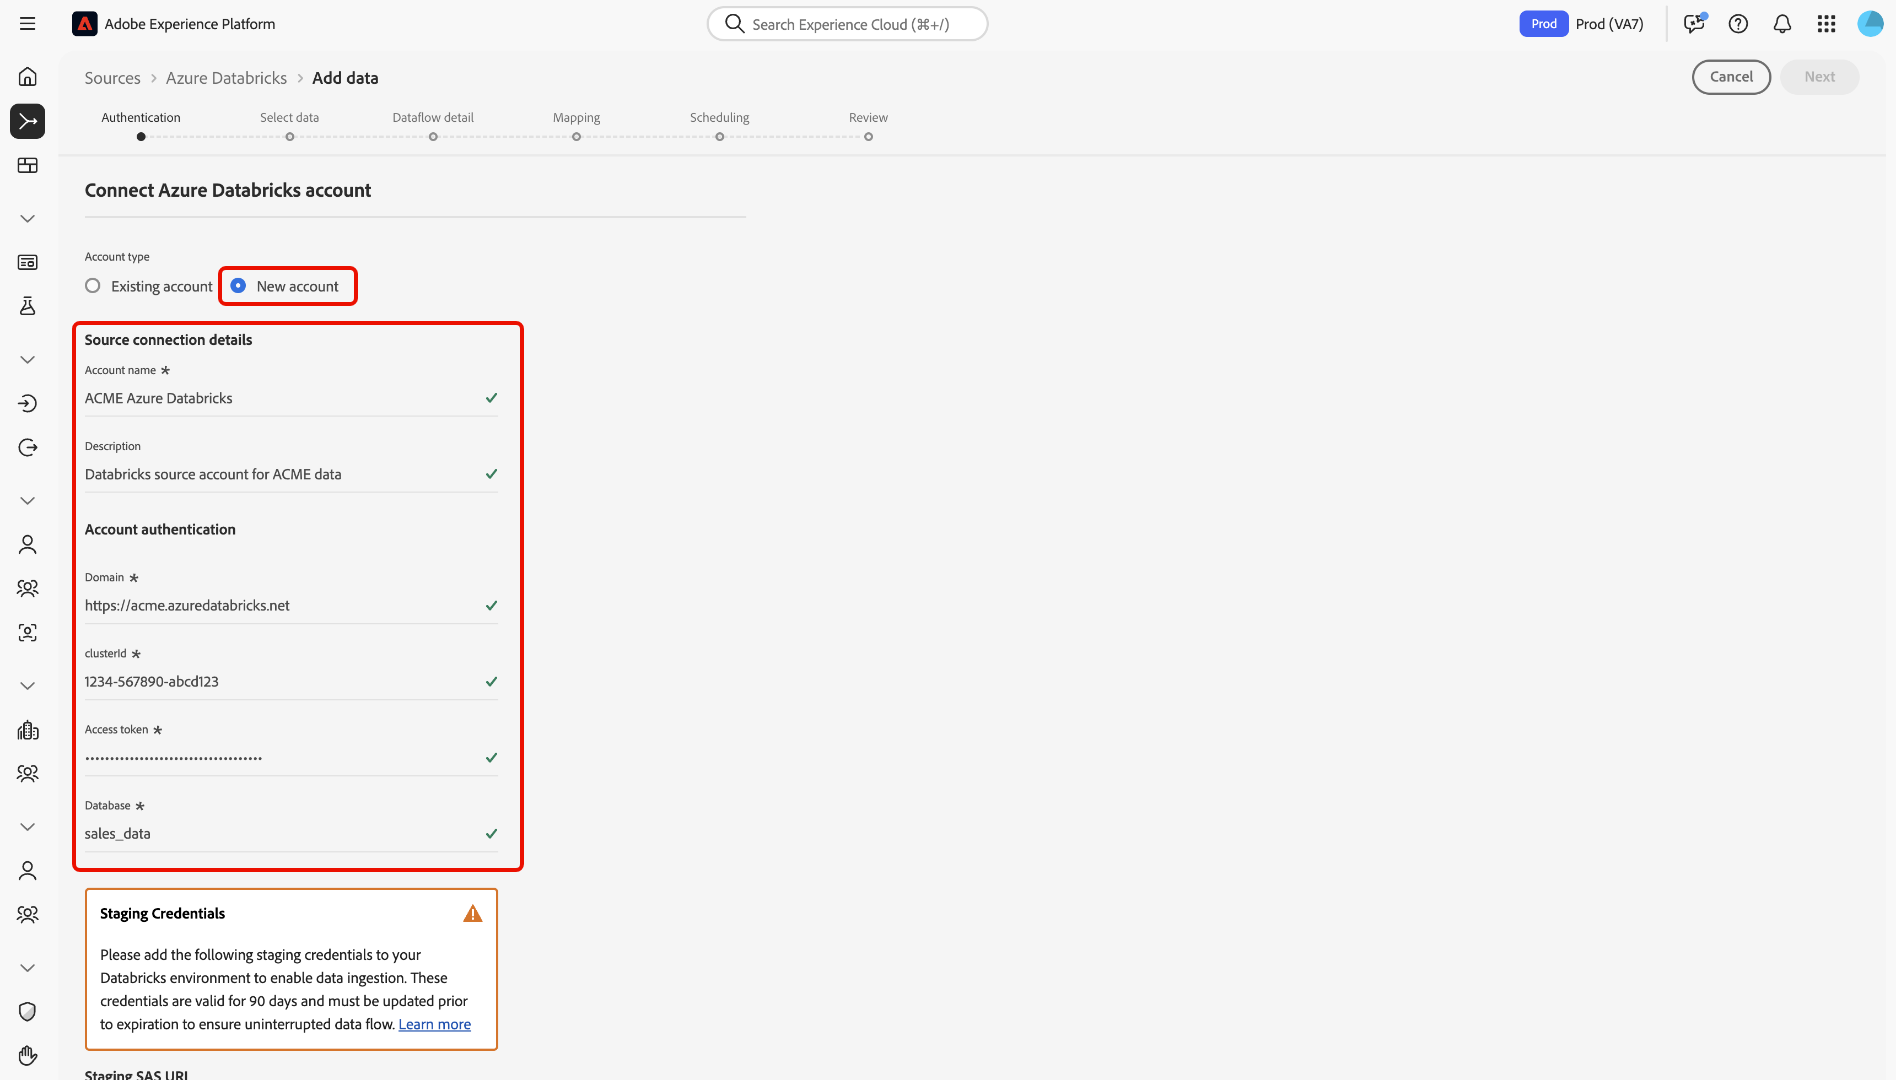 Adobe Experience Platform
Search Experience Cloud (⌘+/)
Prod Prod (VA7)
Sources > Azure Databricks > Add data
Cancel Next
Authentication Select data Dataflow detail Mapping Scheduling Review
Connect Azure Databricks account
Account type
Existing account New account
Source connection details
Account name *
ACME Azure Databricks
Description
Databricks source account for ACME data
Account authentication
Domain *
https://acme.azuredatabricks.net
clusterId *
1234-567890-abcd123
Access token *
Database *
sales_data
Staging Credentials
Please add the following staging credentials to your
Databricks environment to enable data ingestion. These
credentials are valid for 90 days and must be updated prior
to expiration to ensure uninterrupted data flow. Learn more
Staging SAS URL